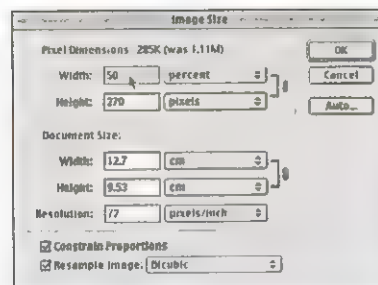 Image Size
Pixel Dimensions 285K (was 1.11M)
Width: 50 percent
Height: 270 pixels
Document Size:
Width: 12.7 cm
Height: 9.53 cm
Resolution: 72 pixels/inch
Constrain Proportions
Resample Image: Bicubic
OK
Cancel
Auto...